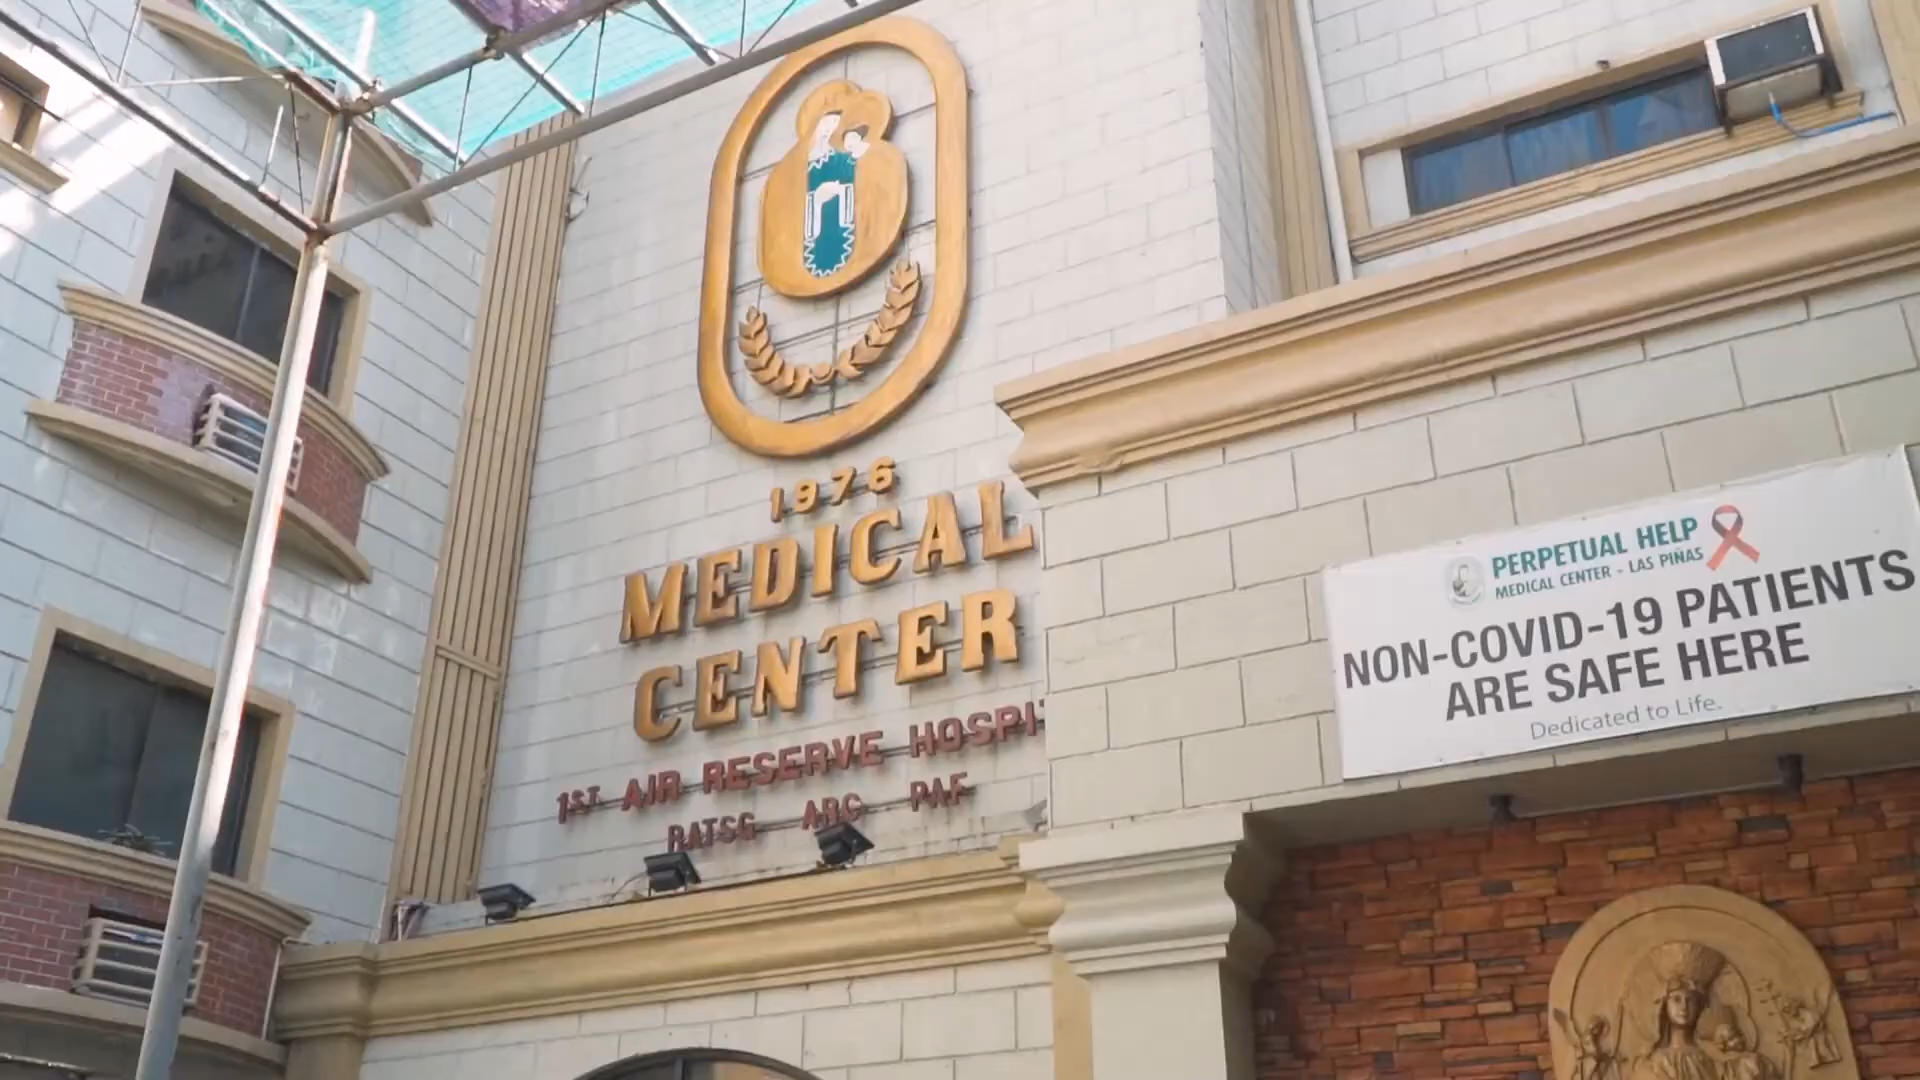 1976
MEDICAL
CENTER
1ST. AIR RESERVE HOSPIT
RATSG ARC PAF
PERPETUAL HELP
MEDICAL CENTER - LAS PIÑAS
NON-COVID-19 PATIENTS
ARE SAFE HERE
Dedicated to Life.